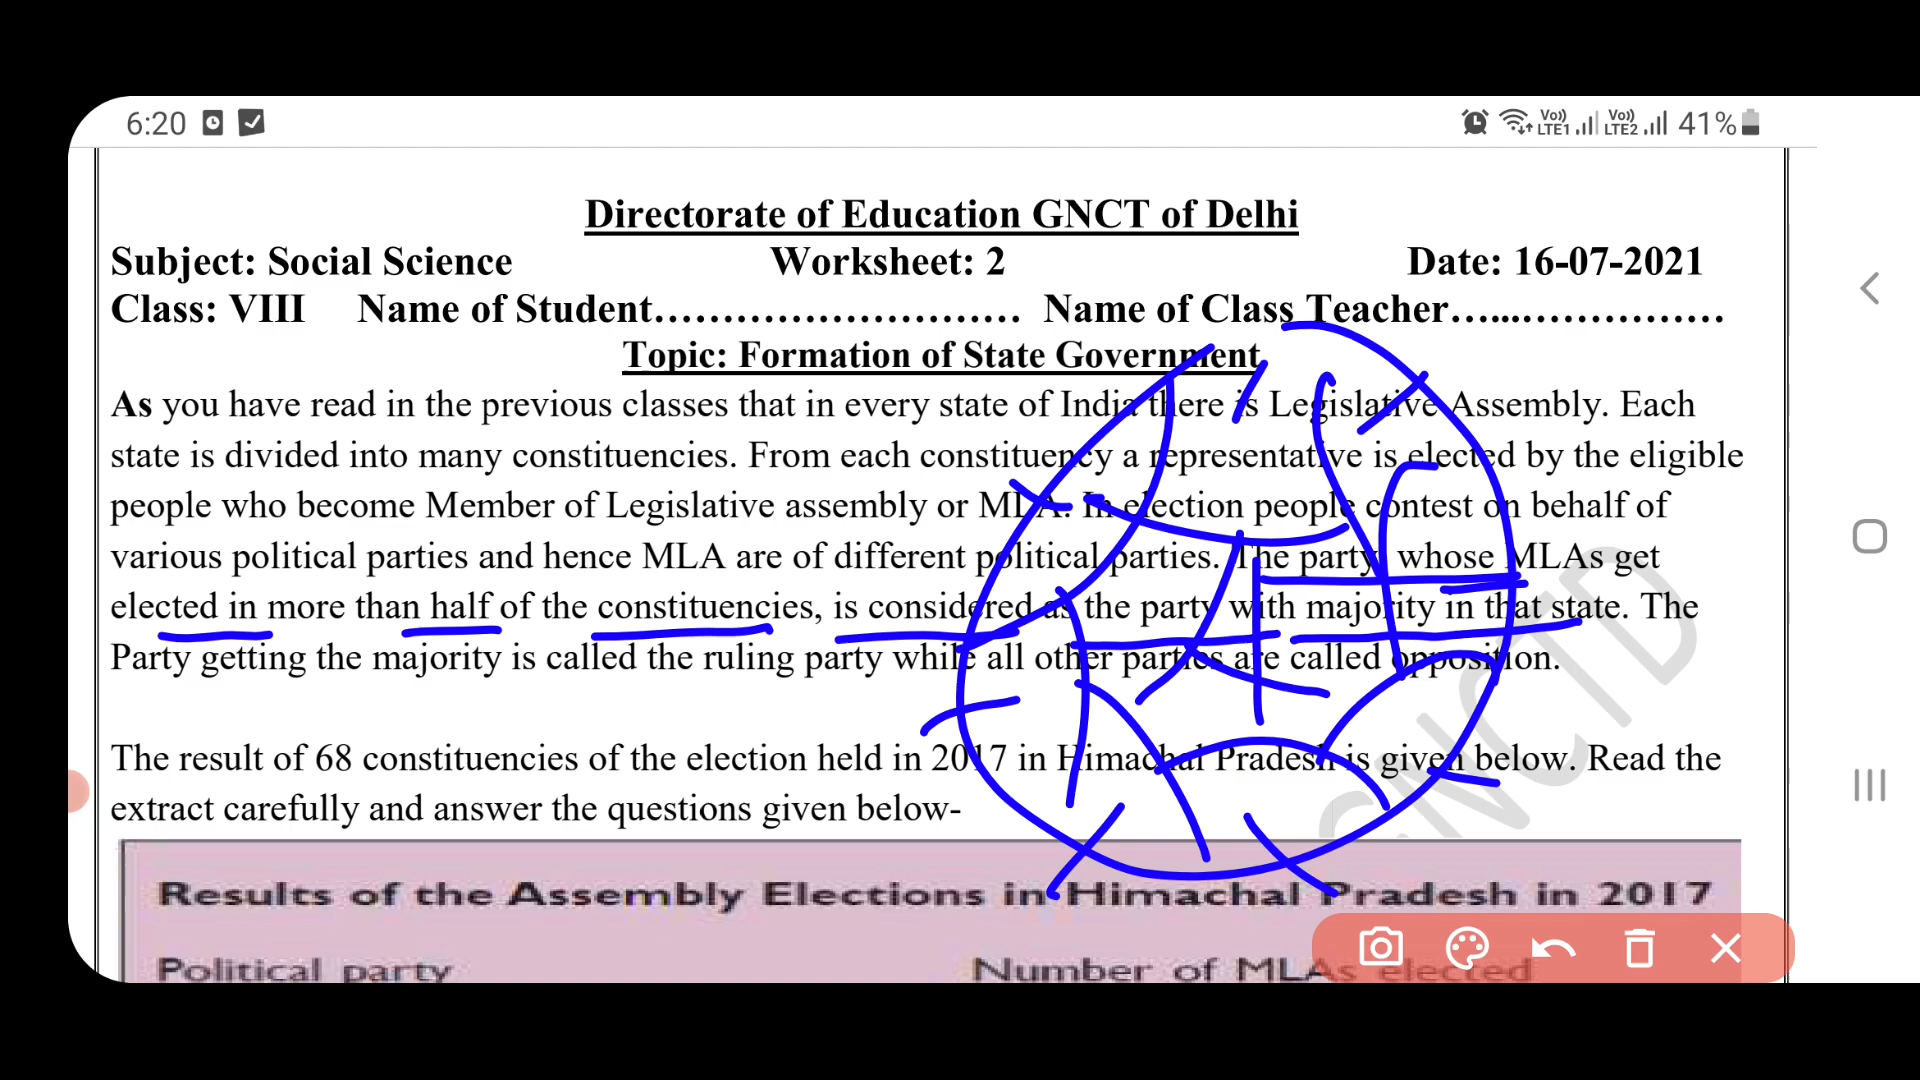 6:20 Vo)) LTE1 Vo)) LTE2 41%
Directorate of Education GNCT of Delhi
Subject: Social Science Worksheet: 2 Date: 16-07-2021
Class: VIII Name of Student........................... Name of Class Teacher.....................
Topic: Formation of State Government
As you have read in the previous classes that in every state of India there is Legislative Assembly. Each
state is divided into many constituencies. From each constituency a representative is elected by the eligible
people who become Member of Legislative assembly or MLA. In election people contest on behalf of
various political parties and hence MLA are of different political parties. The party, whose MLAs get
elected in more than half of the constituencies, is considered as the party with majority in that state. The
Party getting the majority is called the ruling party while all other parties are called opposition.
The result of 68 constituencies of the election held in 2017 in Himachal Pradesh is given below. Read the
extract carefully and answer the questions given below-
GNCTD
Results of the Assembly Elections in Himachal Pradesh in 2017
Political party Number of MLAs elected